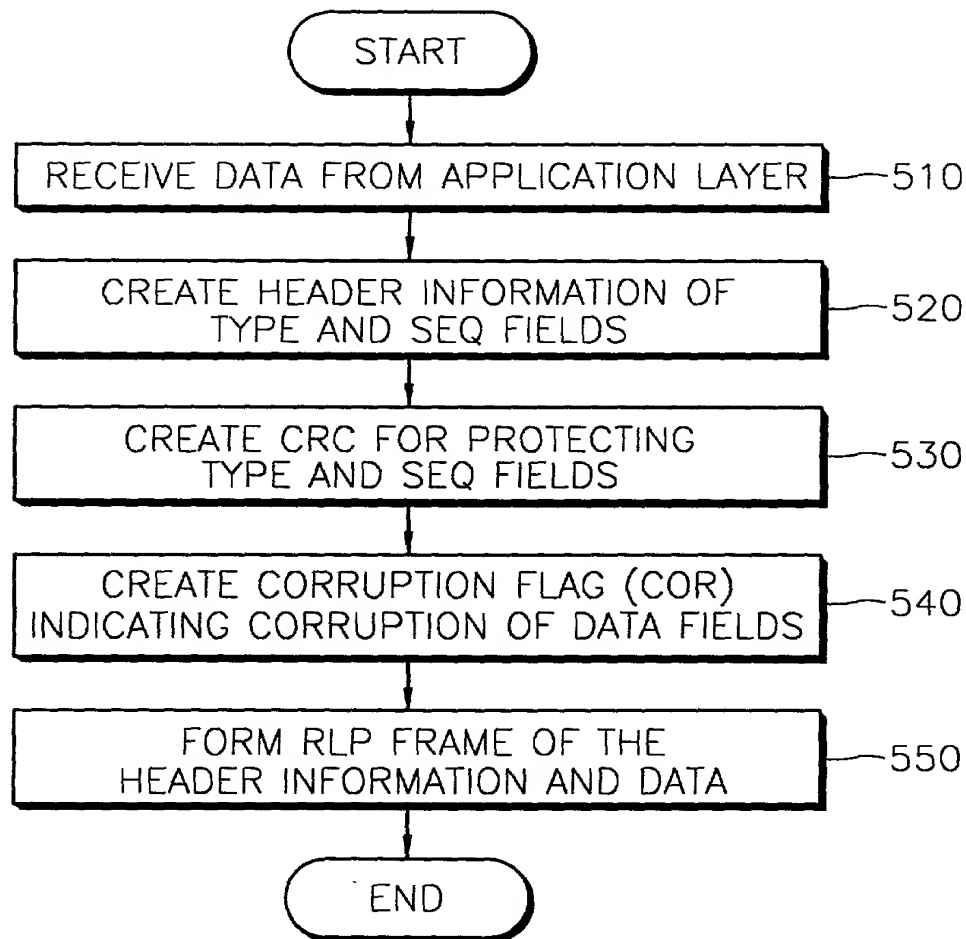 START
RECEIVE DATA FROM APPLICATION LAYER
510
CREATE HEADER INFORMATION OF
TYPE AND SEQ FIELDS
520
CREATE CRC FOR PROTECTING
TYPE AND SEQ FIELDS
530
CREATE CORRUPTION FLAG (COR)
INDICATING CORRUPTION OF DATA FIELDS
540
FORM RLP FRAME OF THE
HEADER INFORMATION AND DATA
550
END